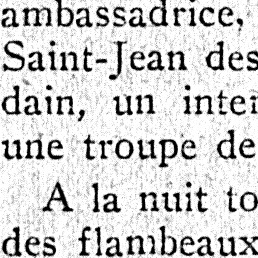 ambassadrice,
Saint-Jean des
dain, un inter
une troupe de
A la nuit to
des flambeaux